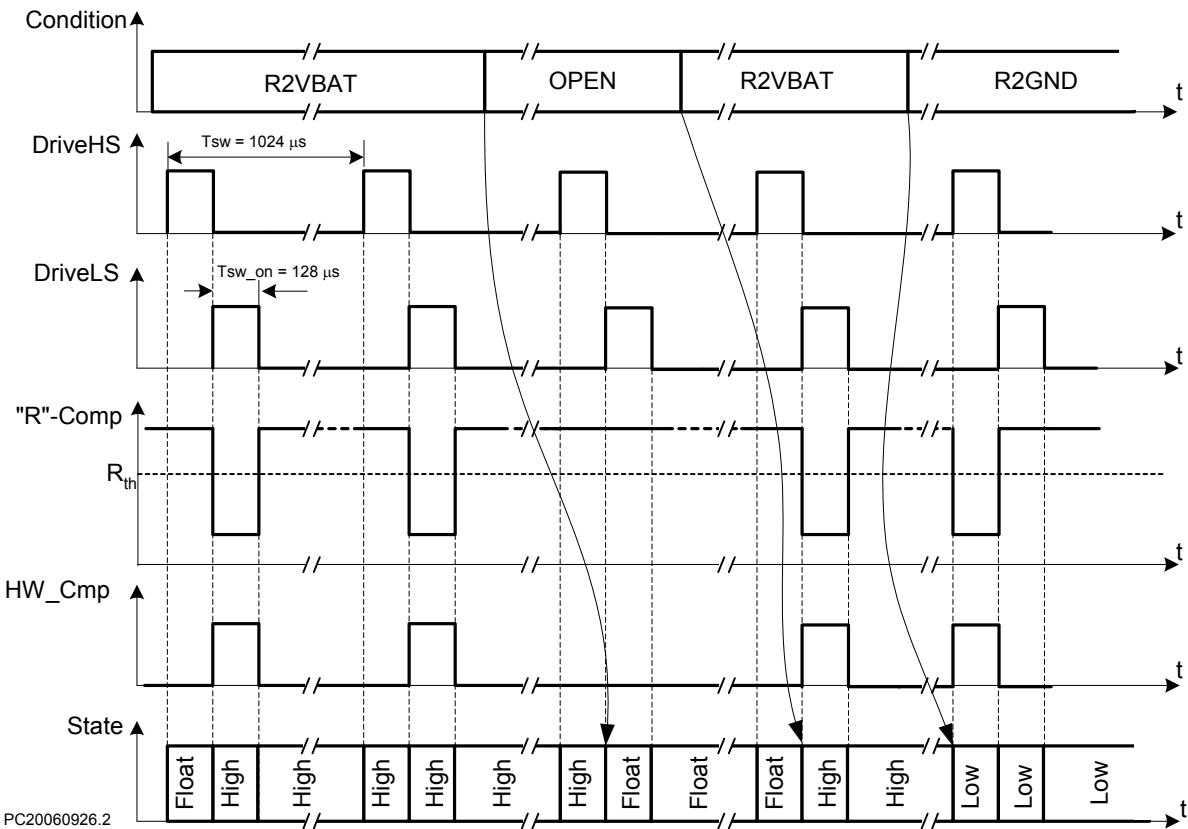 Condition
R2VBAT OPEN R2VBAT R2GND
t
DriveHS
Tsw = 1024 μs
t
DriveLS
Tsw_on = 128 μs
t
"R"-Comp
Rth
t
HW_Cmp
t
State
Float High High High High High High Float Float Float High High Low Low Low
t
PC20060926.2